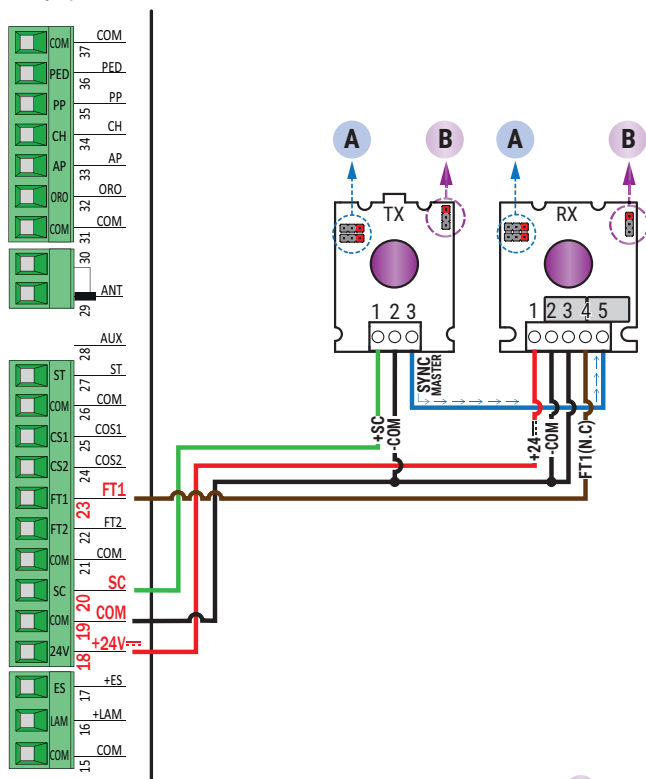 COM 37 COM
PED 36 PED
PP 35 PP
CH 34 CH
AP 33 AP
ORO 32 ORO
COM 31 COM
30
29 ANT
28 AUX
ST 27 ST
COM 26 COM
CS1 25 COS1
CS2 24 COS2
FT1 23 FT1
FT2 22 FT2
COM 21 COM
SC 20 SC
COM 19 COM
24V 18 +24V
ES 17 +ES
LAM 16 +LAM
COM 15 COM
A B A B
TX RX
1 2 3
1 2 3 4 5
+SC
-COM
SYNC
MASTER
+24
-COM
FT1(N.C)